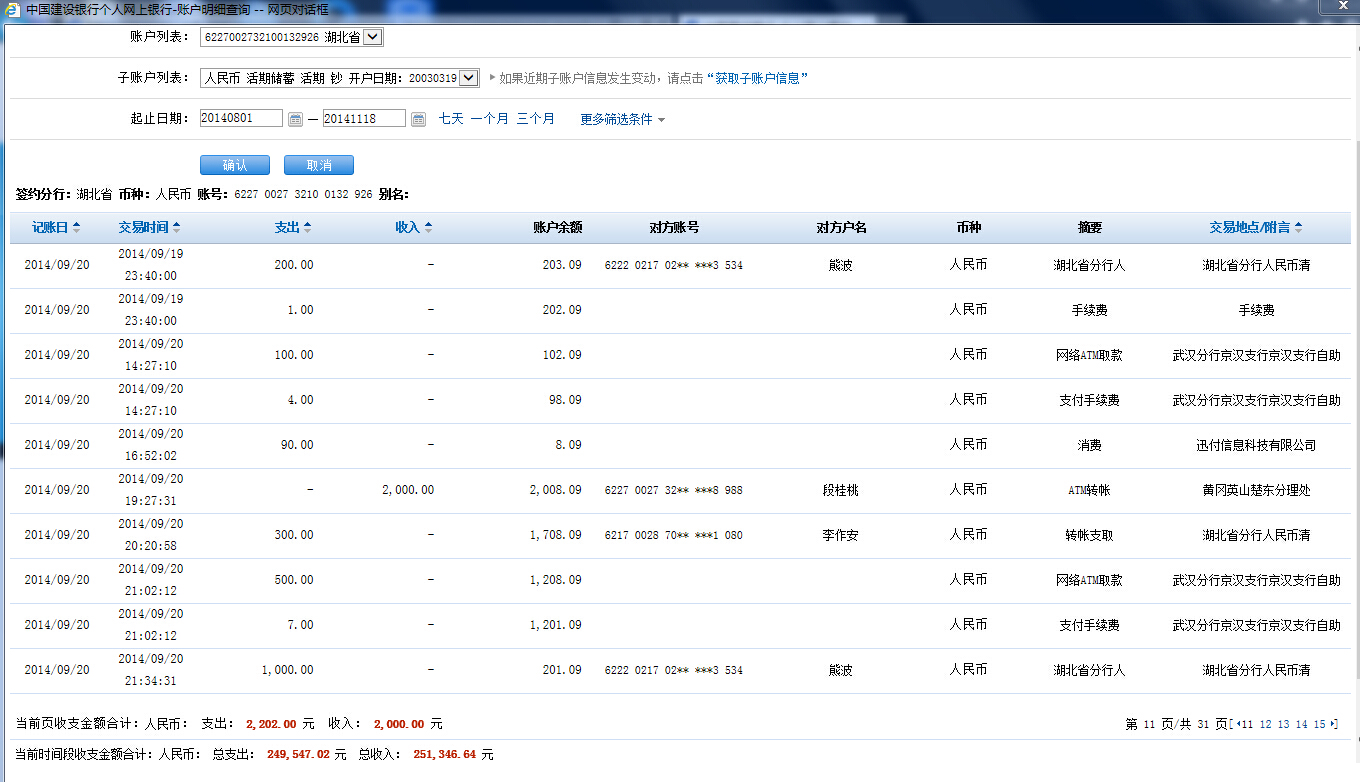 中国建设银行个人网上银行-账户明细查询 -- 网页对话框
账户列表： 6227002732100132926 湖北省
子账户列表： 人民币 活期储蓄 活期 钞 开户日期：20030319 如果近期子账户信息发生变动，请点击“获取子账户信息”
起止日期： 20140801 — 20141118 七天 一个月 三个月 更多筛选条件
确认 取消
签约分行：湖北省 币种：人民币 账号：6227 0027 3210 0132 926 别名：
记账日 交易时间 支出 收入 账户余额 对方账号 对方户名 币种 摘要 交易地点/附言
2014/09/20 2014/09/19 23:40:00 200.00 - 203.09 6222 0217 02** ***3 534 熊波 人民币 湖北省分行人 湖北省分行人民币清
2014/09/20 2014/09/19 23:40:00 1.00 - 202.09 人民币 手续费 手续费
2014/09/20 2014/09/20 14:27:10 100.00 - 102.09 人民币 网络ATM取款 武汉分行京汉支行京汉支行自助
2014/09/20 2014/09/20 14:27:10 4.00 - 98.09 人民币 支付手续费 武汉分行京汉支行京汉支行自助
2014/09/20 2014/09/20 16:52:02 90.00 - 8.09 人民币 消费 迅付信息科技有限公司
2014/09/20 2014/09/20 19:27:31 - 2,000.00 2,008.09 6227 0027 32** ***8 988 段桂桃 人民币 ATM转帐 黄冈英山楚东分理处
2014/09/20 2014/09/20 20:20:58 300.00 - 1,708.09 6217 0028 70** ***1 080 李作安 人民币 转帐支取 湖北省分行人民币清
2014/09/20 2014/09/20 21:02:12 500.00 - 1,208.09 人民币 网络ATM取款 武汉分行京汉支行京汉支行自助
2014/09/20 2014/09/20 21:02:12 7.00 - 1,201.09 人民币 支付手续费 武汉分行京汉支行京汉支行自助
2014/09/20 2014/09/20 21:34:31 1,000.00 - 201.09 6222 0217 02** ***3 534 熊波 人民币 湖北省分行人 湖北省分行人民币清
当前页收支金额合计：人民币： 支出： 2,202.00 元 收入： 2,000.00 元 第 11 页/共 31 页[ 11 12 13 14 15 ]
当前时间段收支金额合计：人民币： 总支出： 249,547.02 元 总收入： 251,346.64 元